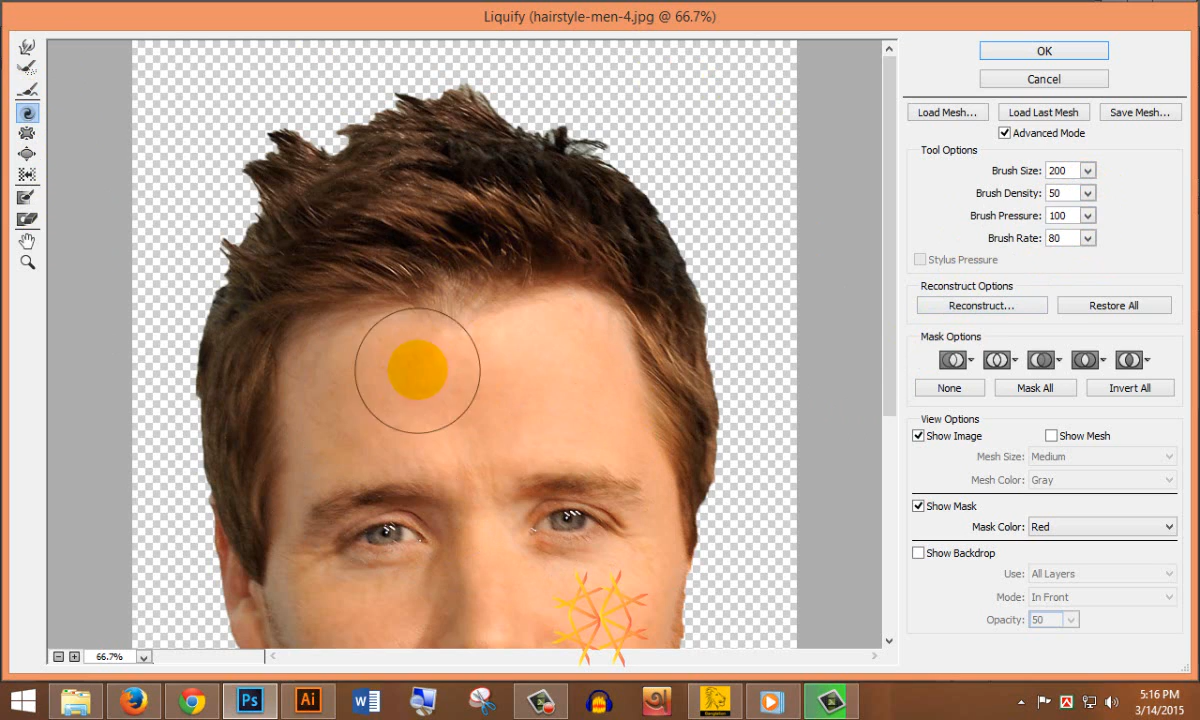 Liquify (hairstyle-men-4.jpg @ 66.7%)
OK
Cancel
Load Mesh... Load Last Mesh Save Mesh...
Advanced Mode
Tool Options
Brush Size: 200
Brush Density: 50
Brush Pressure: 100
Brush Rate: 80
Stylus Pressure
Reconstruct Options
Reconstruct... Restore All
Mask Options
None Mask All Invert All
View Options
Show Image Show Mesh
Mesh Size: Medium
Mesh Color: Gray
Show Mask
Mask Color: Red
Show Backdrop
Use: All Layers
Mode: In Front
Opacity: 50
66.7%
Ps Ai W
5:16 PM
3/14/2015